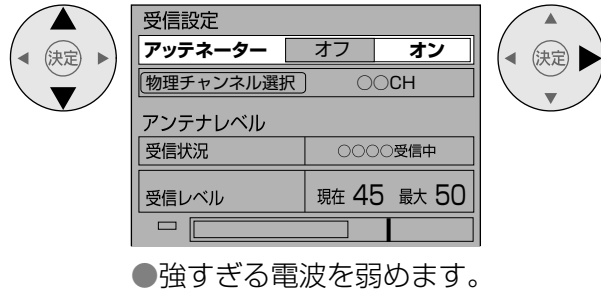 受信設定
決定
アッテネーター オフ オン
決定
物理チャンネル選択 ○○CH
アンテナレベル
受信状況 ○○○○受信中
受信レベル 現在 45 最大 50
●強すぎる電波を弱めます。